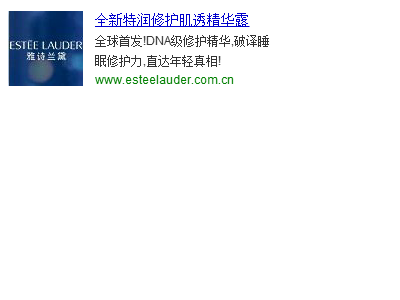 ESTĒE LAUDER
雅诗兰黛
全新特润修护肌透精华露
全球首发!DNA级修护精华,破译睡
眠修护力,直达年轻真相!
www.esteelauder.com.cn